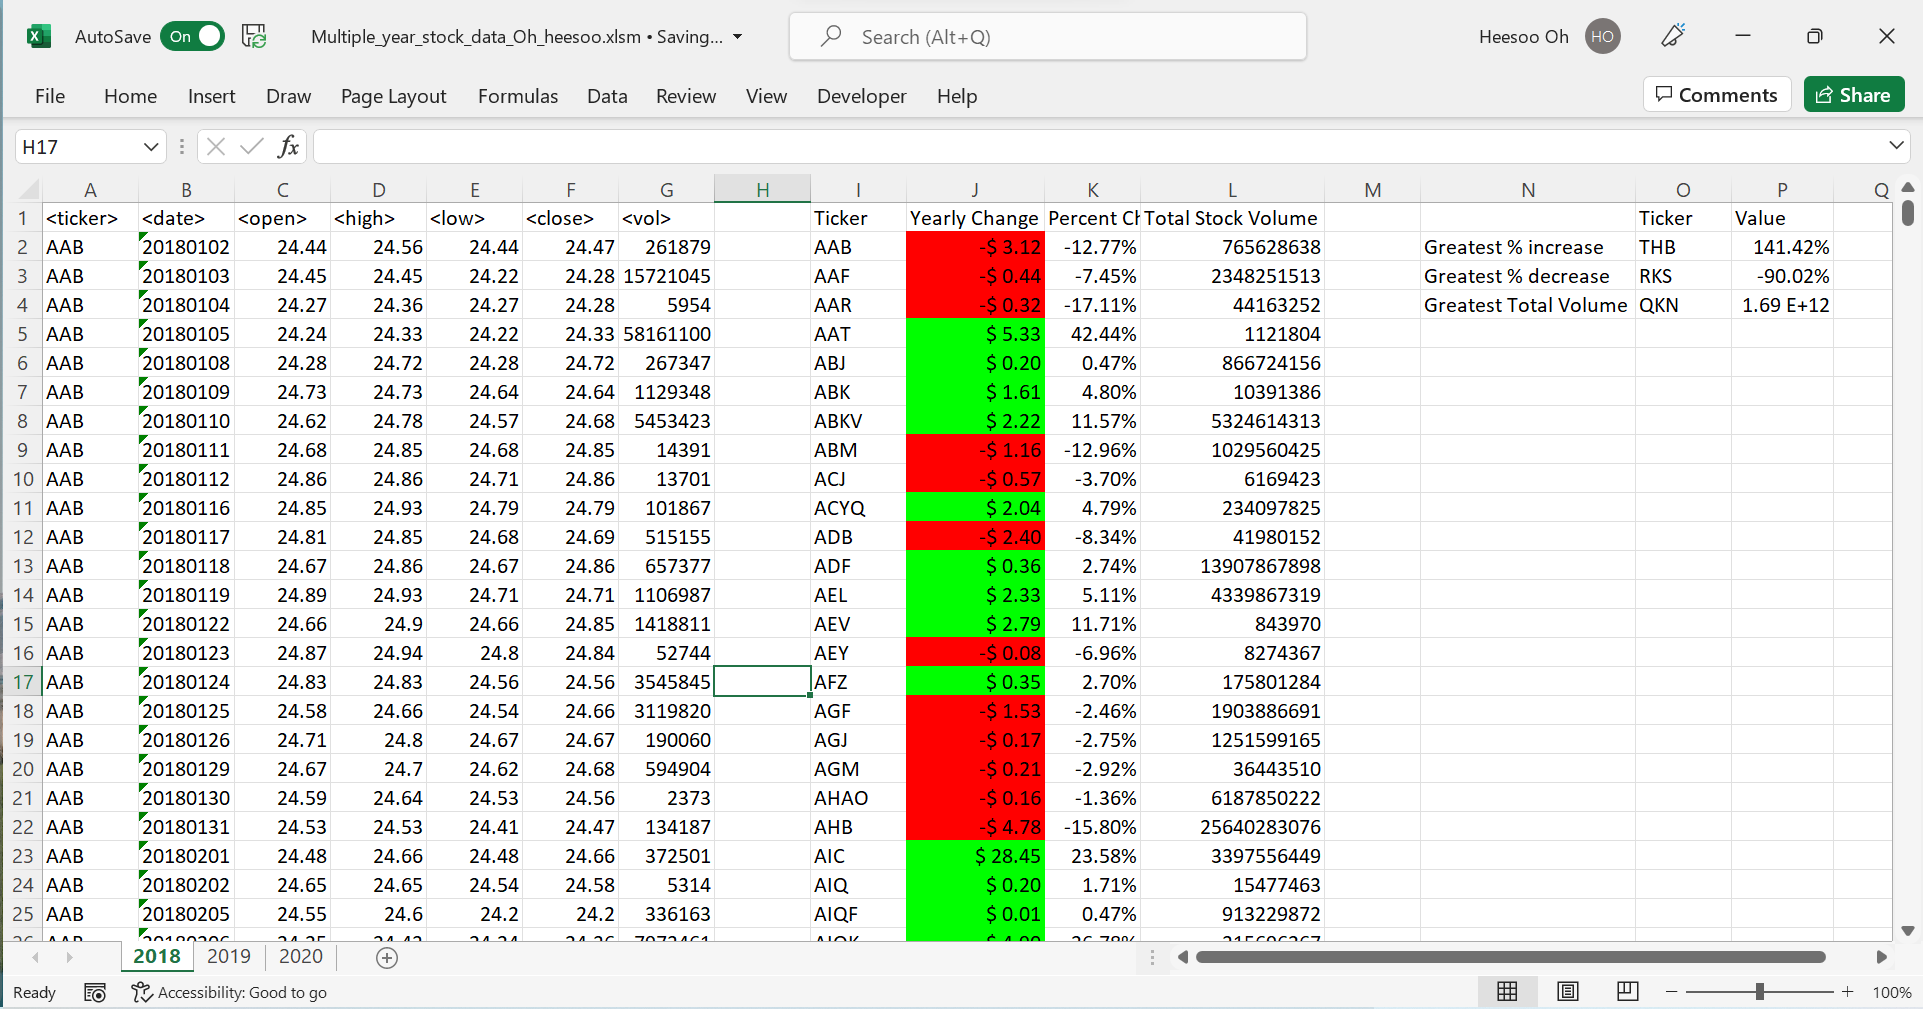 AutoSave On Multiple_year_stock_data_Oh_heesoo.xlsm • Saving... Search (Alt+Q) Heesoo Oh HO
File Home Insert Draw Page Layout Formulas Data Review View Developer Help Comments Share
H17 fx
A B C D E F G H I J K L M N O P Q
1 <ticker> <date> <open> <high> <low> <close> <vol> Ticker Yearly Change Percent Ch Total Stock Volume Ticker Value
2 AAB 20180102 24.44 24.56 24.44 24.47 261879 AAB -$ 3.12 -12.77% 765628638 Greatest % increase THB 141.42%
3 AAB 20180103 24.45 24.45 24.22 24.28 15721045 AAF -$ 0.44 -7.45% 2348251513 Greatest % decrease RKS -90.02%
4 AAB 20180104 24.27 24.36 24.27 24.28 5954 AAR -$ 0.32 -17.11% 44163252 Greatest Total Volume QKN 1.69 E+12
5 AAB 20180105 24.24 24.33 24.22 24.33 58161100 AAT $ 5.33 42.44% 1121804
6 AAB 20180108 24.28 24.72 24.28 24.72 267347 ABJ $ 0.20 0.47% 866724156
7 AAB 20180109 24.73 24.73 24.64 24.64 1129348 ABK $ 1.61 4.80% 10391386
8 AAB 20180110 24.62 24.78 24.57 24.68 5453423 ABKV $ 2.22 11.57% 5324614313
9 AAB 20180111 24.68 24.85 24.68 24.85 14391 ABM -$ 1.16 -12.96% 1029560425
10 AAB 20180112 24.86 24.86 24.71 24.86 13701 ACJ -$ 0.57 -3.70% 6169423
11 AAB 20180116 24.85 24.93 24.79 24.79 101867 ACYQ $ 2.04 4.79% 234097825
12 AAB 20180117 24.81 24.85 24.68 24.69 515155 ADB -$ 2.40 -8.34% 41980152
13 AAB 20180118 24.67 24.86 24.67 24.86 657377 ADF $ 0.36 2.74% 13907867898
14 AAB 20180119 24.89 24.93 24.71 24.71 1106987 AEL $ 2.33 5.11% 4339867319
15 AAB 20180122 24.66 24.9 24.66 24.85 1418811 AEV $ 2.79 11.71% 843970
16 AAB 20180123 24.87 24.94 24.8 24.84 52744 AEY -$ 0.08 -6.96% 8274367
17 AAB 20180124 24.83 24.83 24.56 24.56 3545845 AFZ $ 0.35 2.70% 175801284
18 AAB 20180125 24.58 24.66 24.54 24.66 3119820 AGF -$ 1.53 -2.46% 1903886691
19 AAB 20180126 24.71 24.8 24.67 24.67 190060 AGJ -$ 0.17 -2.75% 1251599165
20 AAB 20180129 24.67 24.7 24.62 24.68 594904 AGM -$ 0.21 -2.92% 36443510
21 AAB 20180130 24.59 24.64 24.53 24.56 2373 AHAO -$ 0.16 -1.36% 6187850222
22 AAB 20180131 24.53 24.53 24.41 24.47 134187 AHB -$ 4.78 -15.80% 25640283076
23 AAB 20180201 24.48 24.66 24.48 24.66 372501 AIC $ 28.45 23.58% 3397556449
24 AAB 20180202 24.65 24.65 24.54 24.58 5314 AIQ $ 0.20 1.71% 15477463
25 AAB 20180205 24.55 24.6 24.2 24.2 336163 AIQF $ 0.01 0.47% 913229872
2018 2019 2020
Ready Accessibility: Good to go 100%